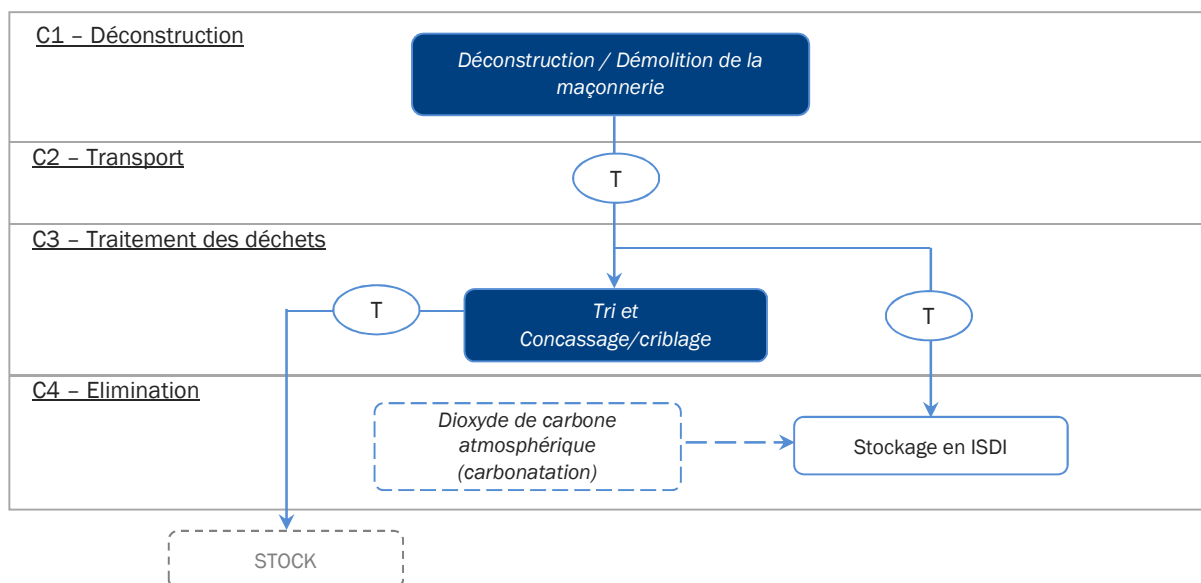 C1 – Déconstruction
Déconstruction / Démolition de la
maçonnerie
C2 – Transport
T
C3 – Traitement des déchets
T
Tri et
Concassage/criblage
T
C4 – Elimination
Dioxyde de carbone
atmosphérique
(carbonatation)
Stockage en ISDI
STOCK